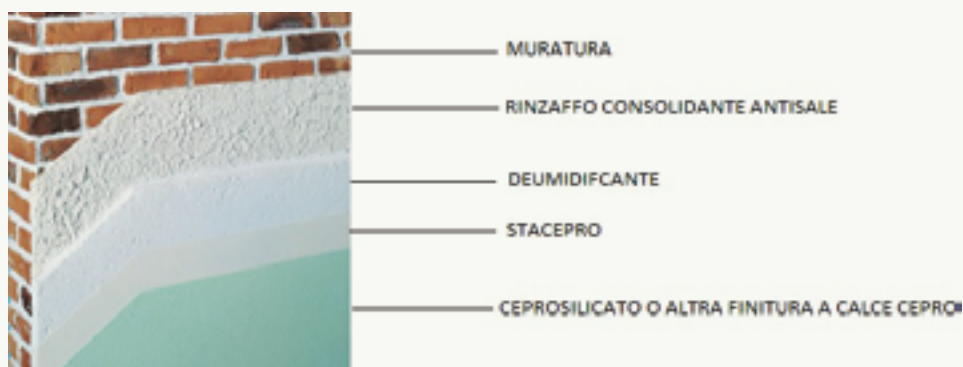 MURATURA
RINZAFFO CONSOLIDANTE ANTISALE
DEUMIDIFCANTE
STACEPRO
CEPROSILICATO O ALTRA FINITURA A CALCE CEPRO